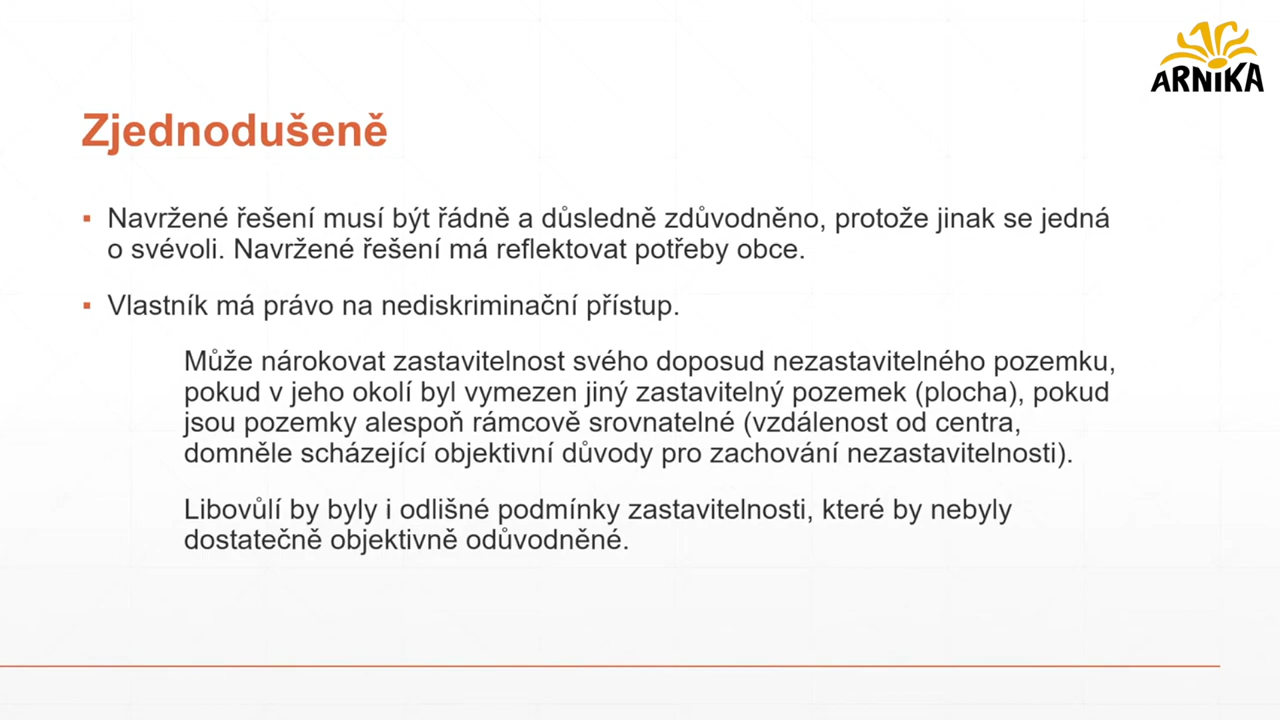 ARNIKA
Zjednodušeně
▪ Navržené řešení musí být řádně a důsledně zdůvodněno, protože jinak se jedná
o svévoli. Navržené řešení má reflektovat potřeby obce.
▪ Vlastník má právo na nediskriminační přístup.
Může nárokovat zastavitelnost svého doposud nezastavitelného pozemku,
pokud v jeho okolí byl vymezen jiný zastavitelný pozemek (plocha), pokud
jsou pozemky alespoň rámcově srovnatelné (vzdálenost od centra,
domněle scházející objektivní důvody pro zachování nezastavitelnosti).
Libovůlí by byly i odlišné podmínky zastavitelnosti, které by nebyly
dostatečně objektivně odůvodněné.